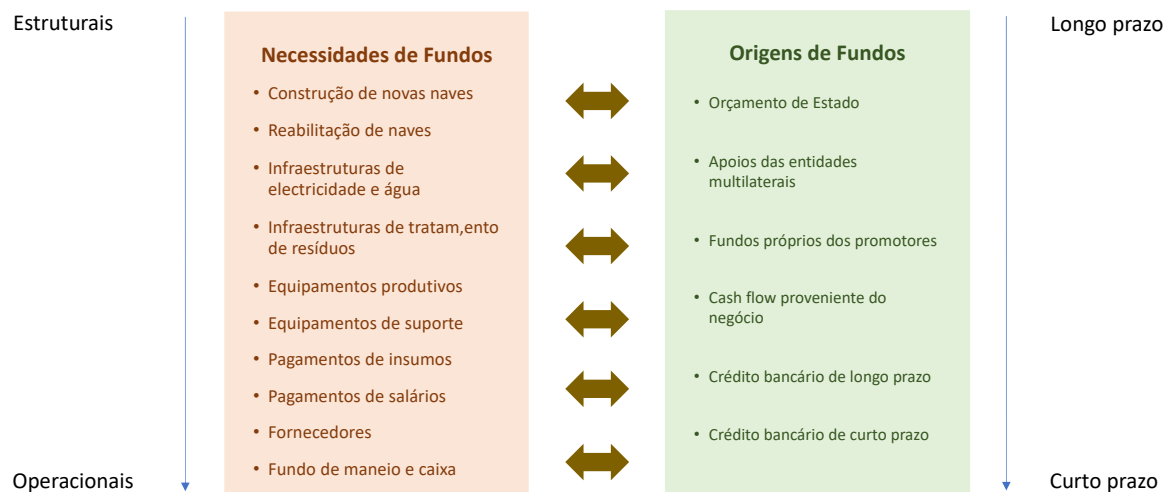 Estruturais
Necessidades de Fundos
• Construção de novas naves
• Reabilitação de naves
• Infraestruturas de
electricidade e água
• Infraestruturas de tratam,ento
de resíduos
• Equipamentos produtivos
• Equipamentos de suporte
• Pagamentos de insumos
• Pagamentos de salários
• Fornecedores
• Fundo de maneio e caixa
Operacionais
Origens de Fundos
• Orçamento de Estado
• Apoios das entidades
multilaterais
• Fundos próprios dos promotores
• Cash flow proveniente do
negócio
• Crédito bancário de longo prazo
• Crédito bancário de curto prazo
Longo prazo
Curto prazo